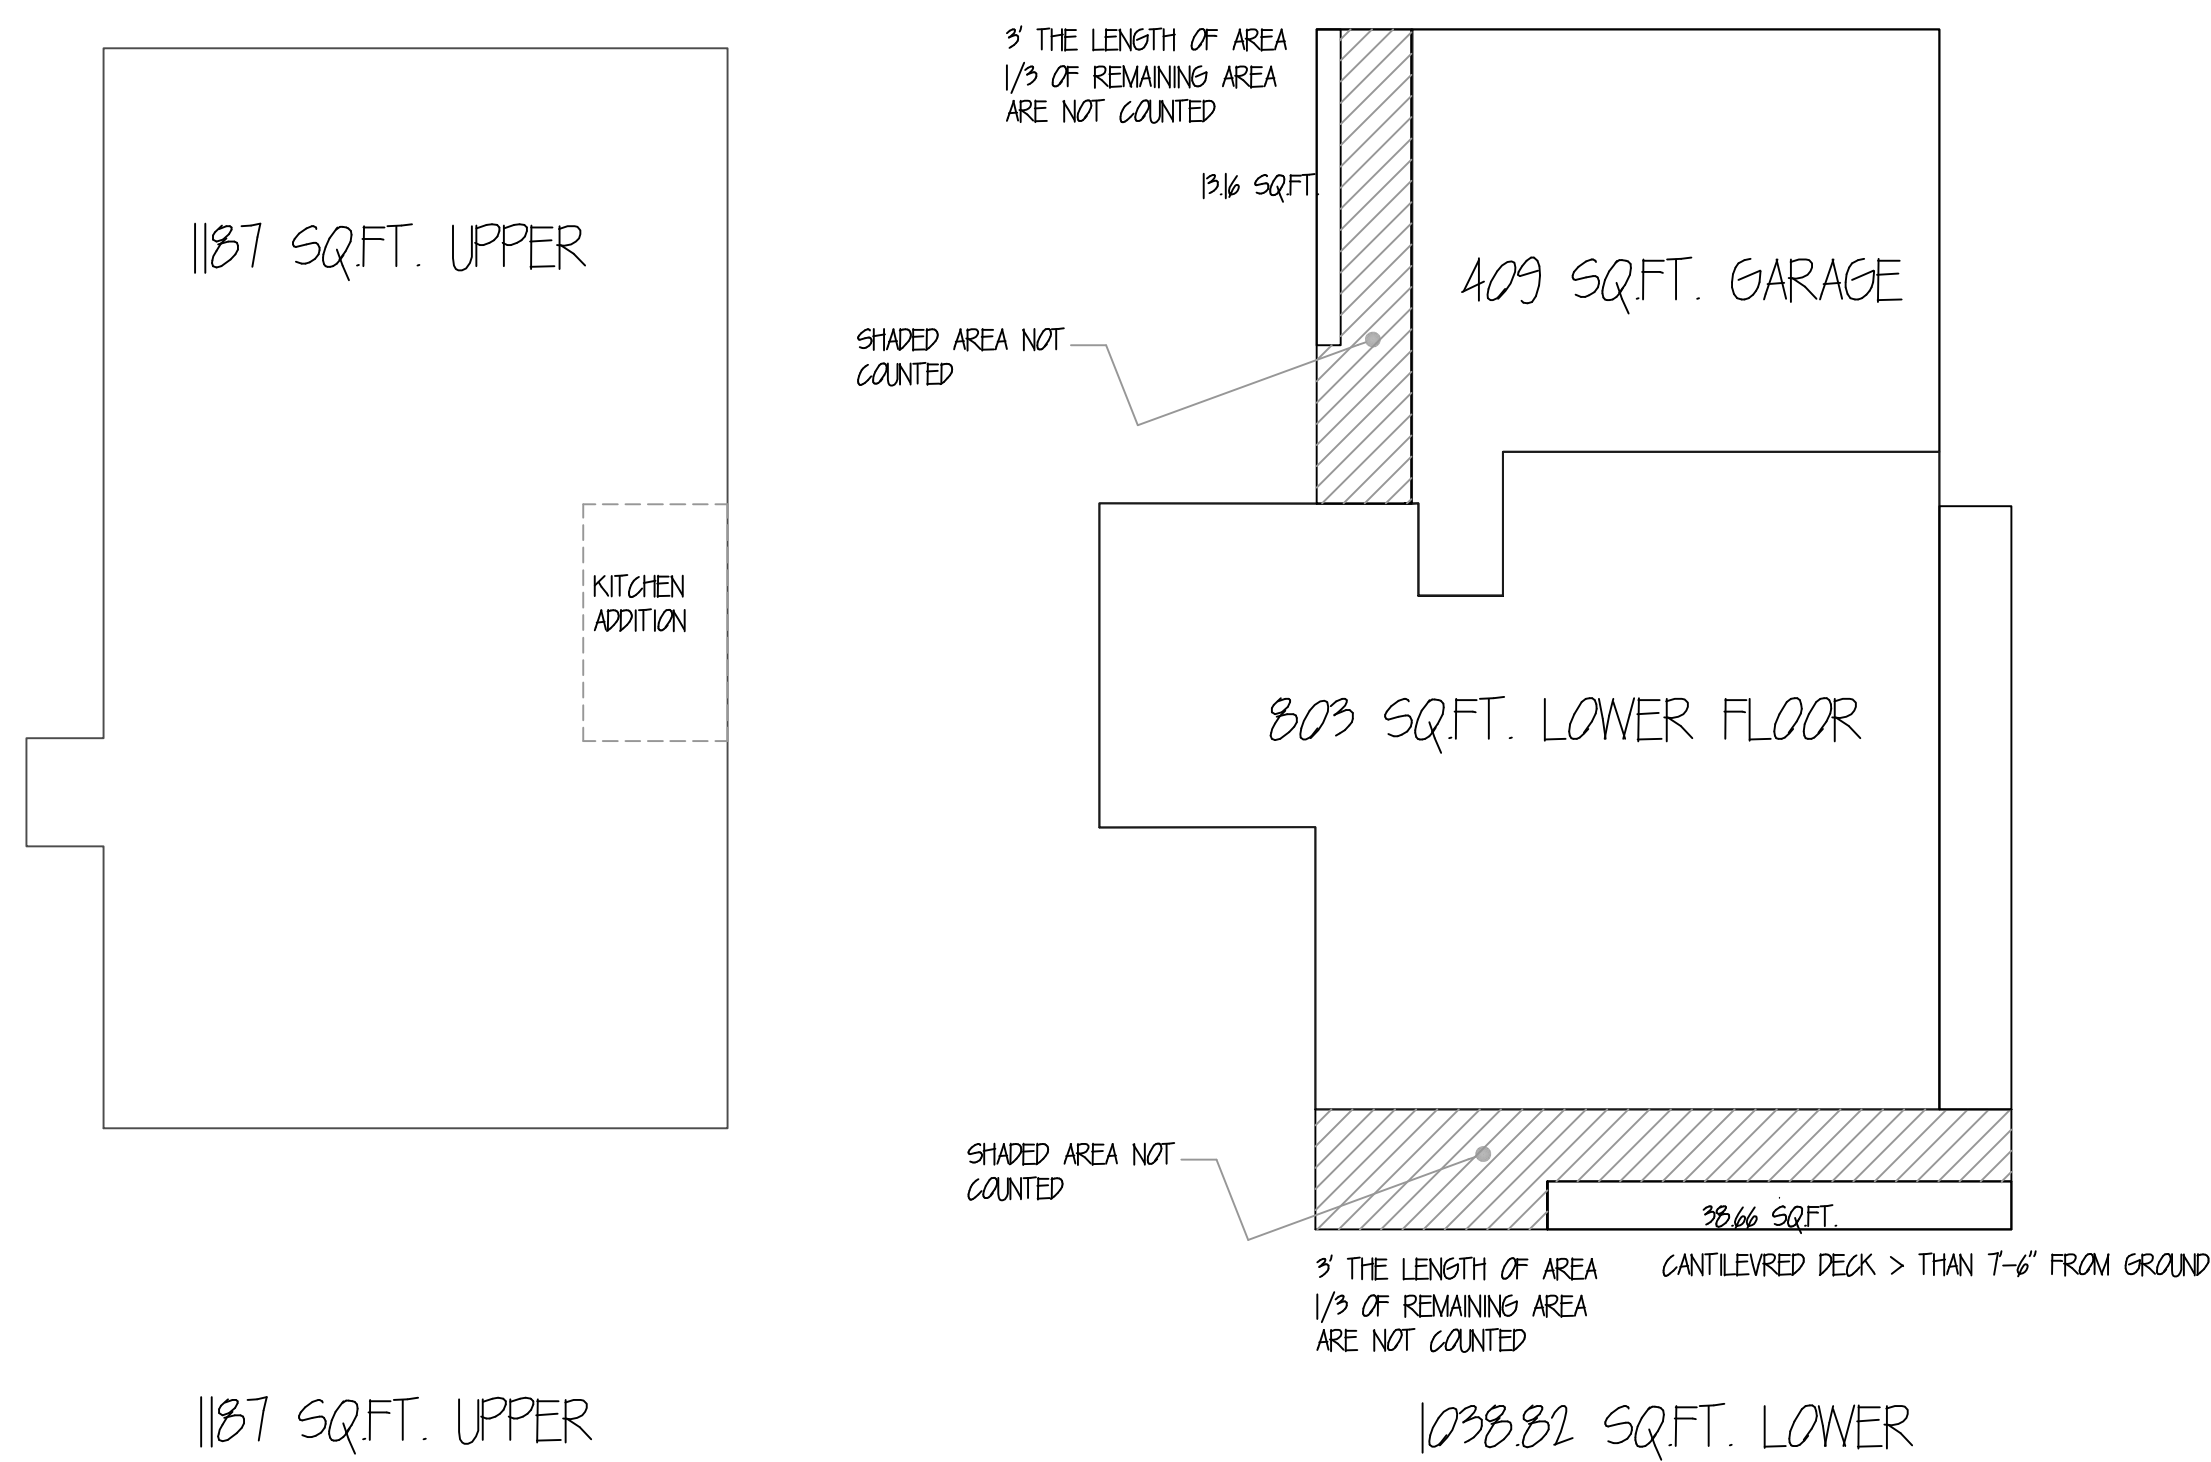 1187 SQ.FT. UPPER
KITCHEN
ADDITION
1187 SQ.FT. UPPER
3' THE LENGTH OF AREA
1/3 OF REMAINING AREA
ARE NOT COUNTED
13.16 SQ.FT.
409 SQ.FT. GARAGE
SHADED AREA NOT
COUNTED
803 SQ.FT. LOWER FLOOR
SHADED AREA NOT
COUNTED
38.66 SQ.FT.
3' THE LENGTH OF AREA
1/3 OF REMAINING AREA
ARE NOT COUNTED
CANTILEVRED DECK > THAN 7'-6" FROM GROUND
1038.82 SQ.FT. LOWER